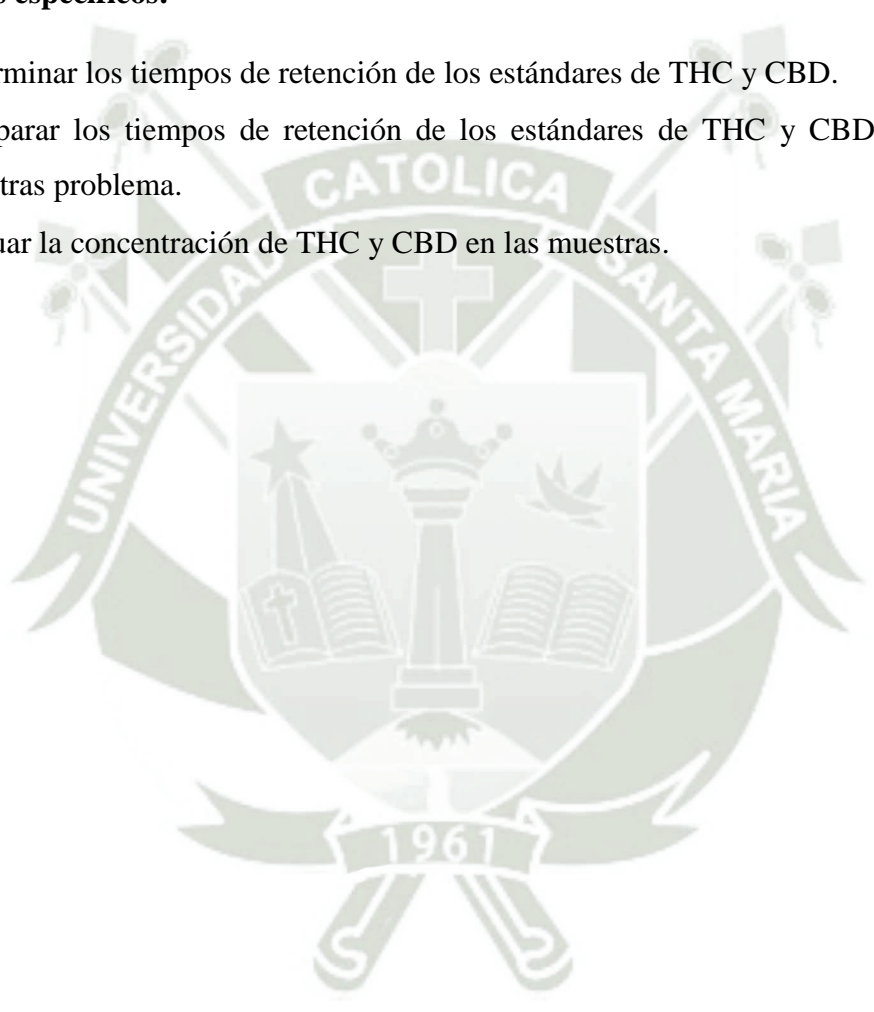 s específicos:
rminar los tiempos de retención de los estándares de THC y CBD.
parar los tiempos de retención de los estándares de THC y CBD
tras problema.
uar la concentración de THC y CBD en las muestras.
UNIVERSIDAD CATOLICA SANTA MARIA
1961